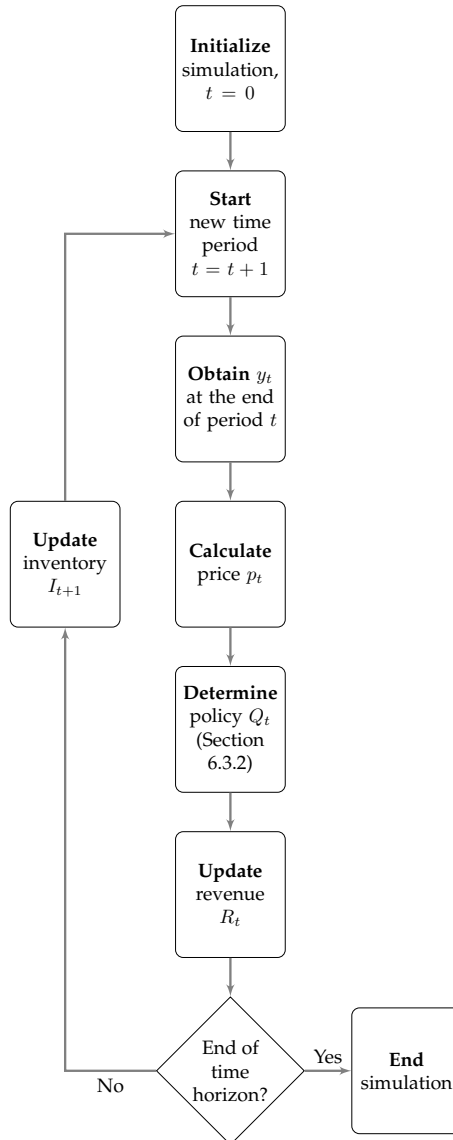 Initialize
simulation,
t = 0
Start
new time
period
t = t + 1
Obtain y_t
at the end
of period t
Calculate
price p_t
Update
inventory
I_{t+1}
Determine
policy Q_t
(Section
6.3.2)
Update
revenue
R_t
End of
time
horizon?
Yes
No
End
simulation